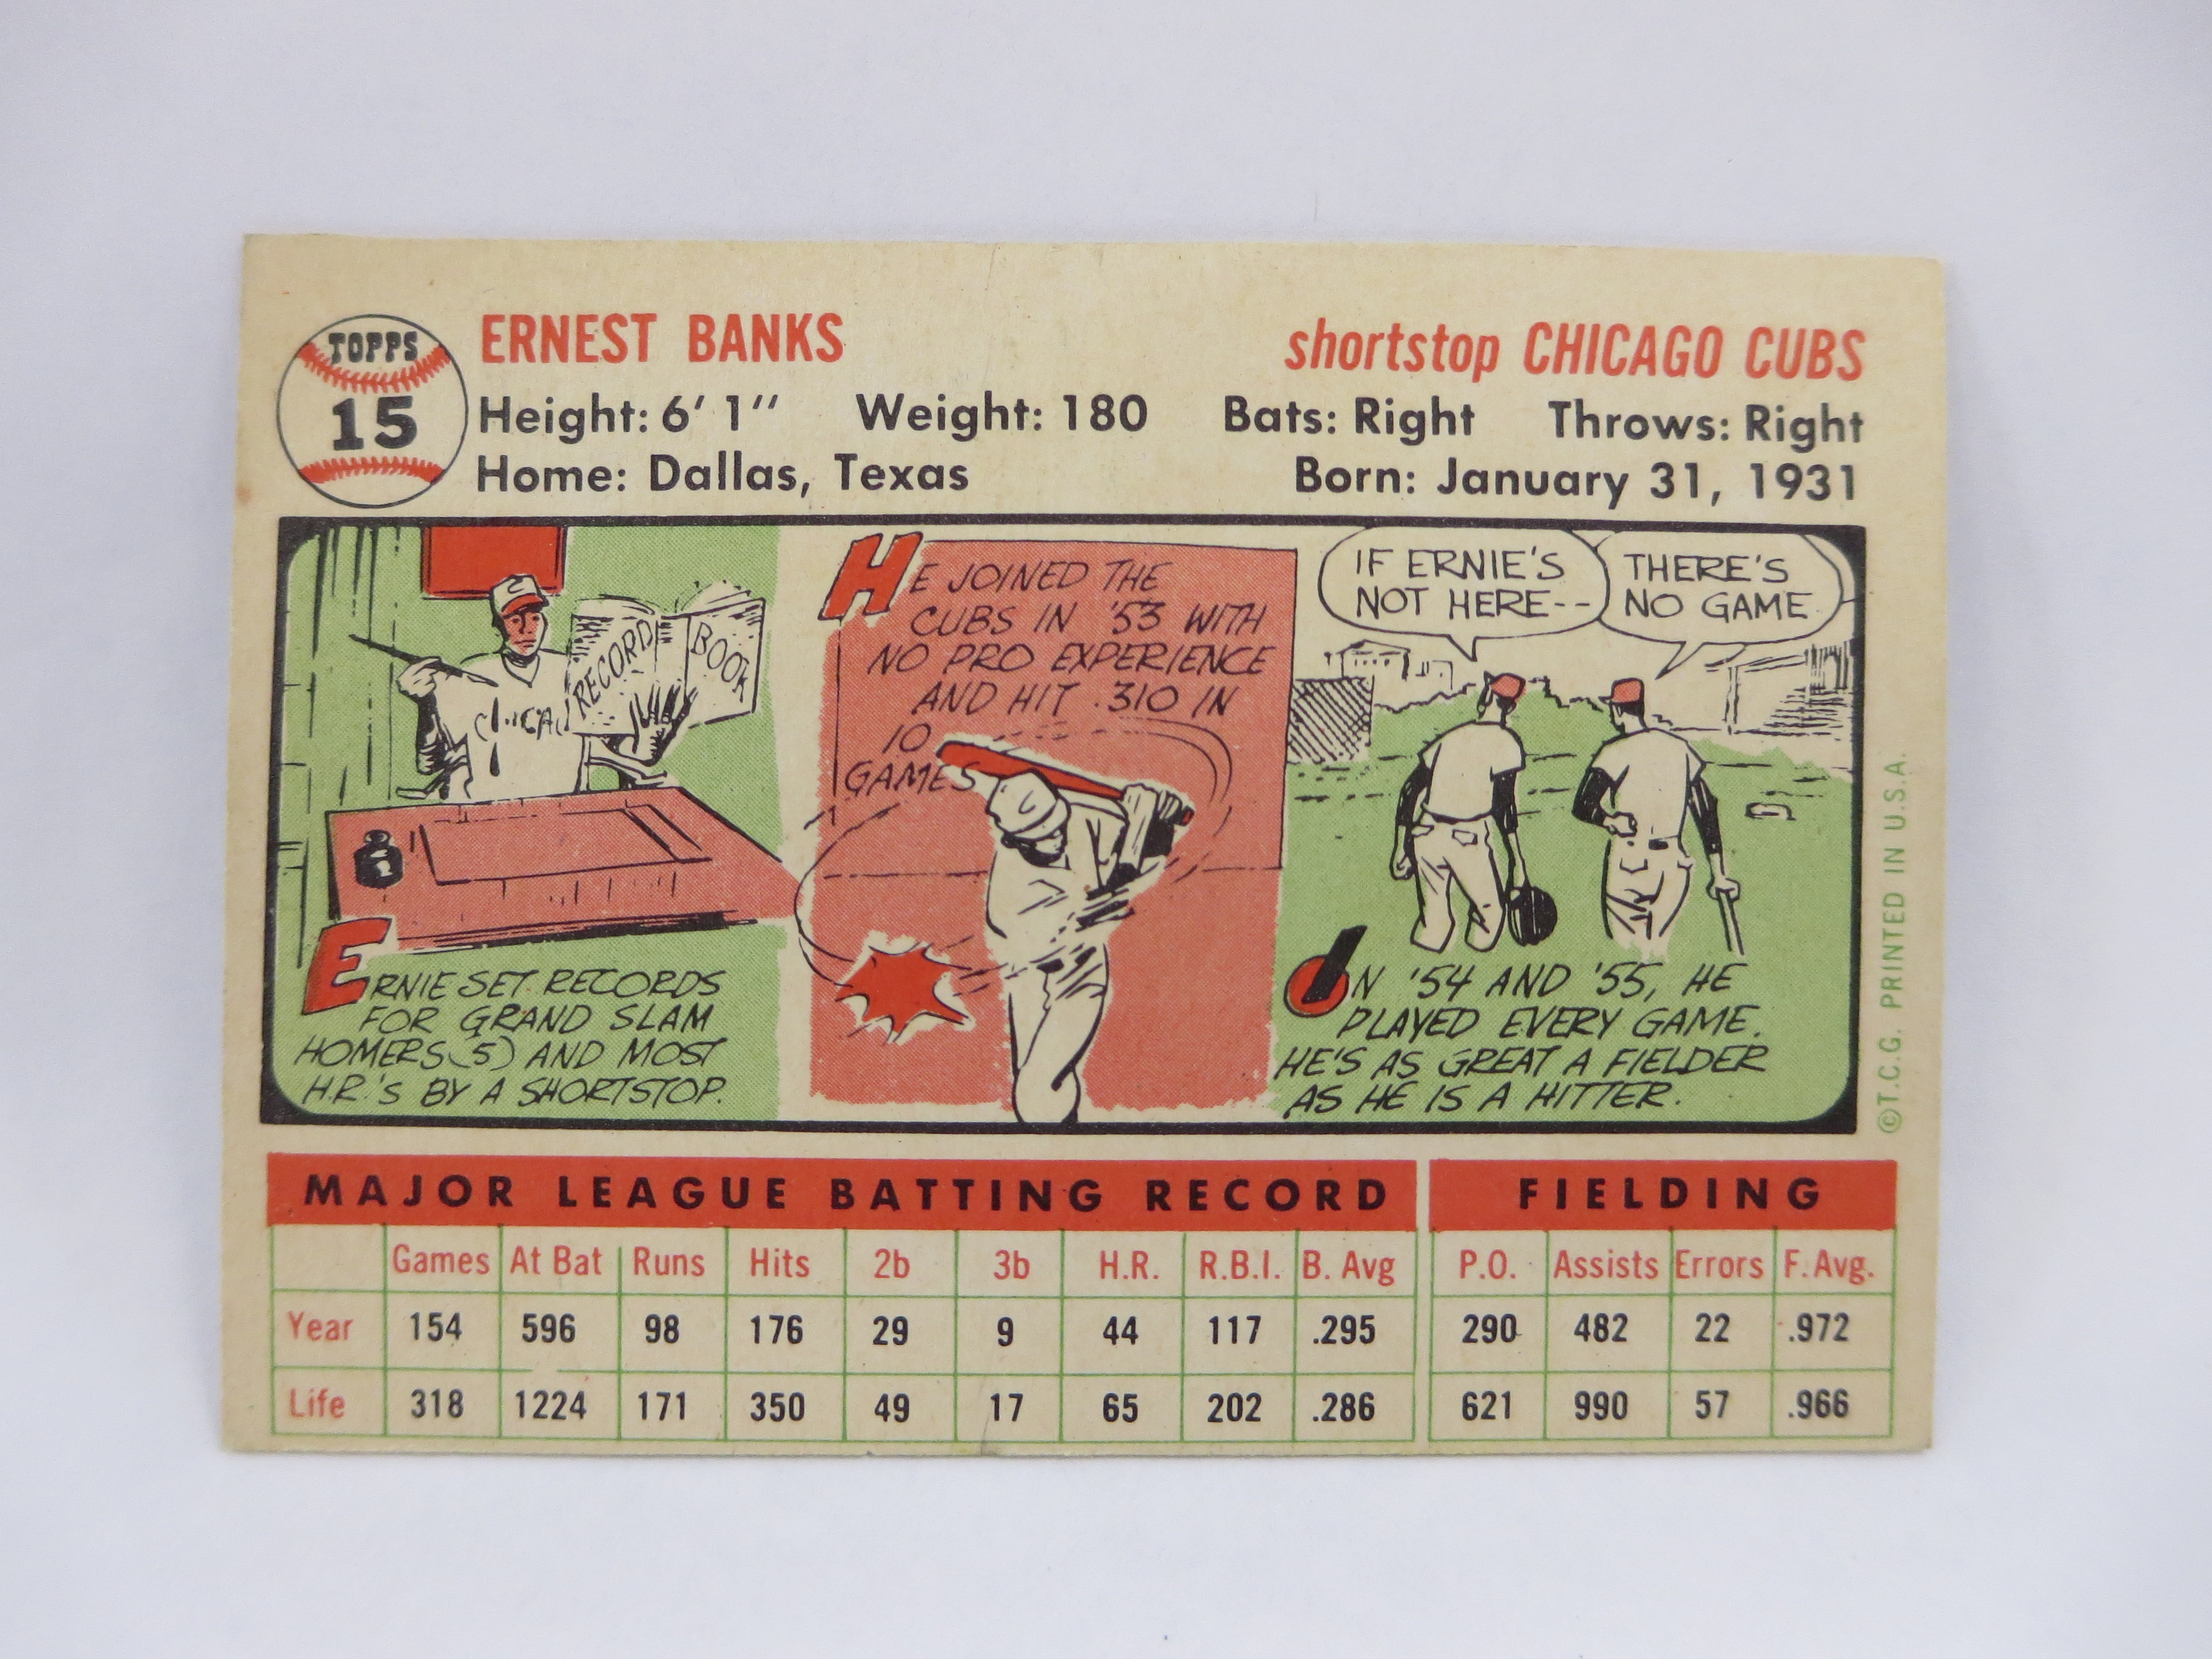 TOPPS
15
ERNEST BANKS
shortstop CHICAGO CUBS
Height: 6' 1" Weight: 180 Bats: Right Throws: Right
Home: Dallas, Texas Born: January 31, 1931
RECORD BOOK
CHICAG
ERNIE SET RECORDS
FOR GRAND SLAM
HOMERS (5) AND MOST
H.R.'S BY A SHORTSTOP.
HE JOINED THE
CUBS IN '53 WITH
NO PRO EXPERIENCE
AND HIT .310 IN
10
GAMES
IF ERNIE'S
NOT HERE--
THERE'S
NO GAME
IN '54 AND '55, HE
PLAYED EVERY GAME.
HE'S AS GREAT A FIELDER
AS HE IS A HITTER.
©T.C.G. PRINTED IN U.S.A.
MAJOR LEAGUE BATTING RECORD FIELDING
Games At Bat Runs Hits 2b 3b H.R. R.B.I. B. Avg P.O. Assists Errors F. Avg.
Year 154 596 98 176 29 9 44 117 .295 290 482 22 .972
Life 318 1224 171 350 49 17 65 202 .286 621 990 57 .966